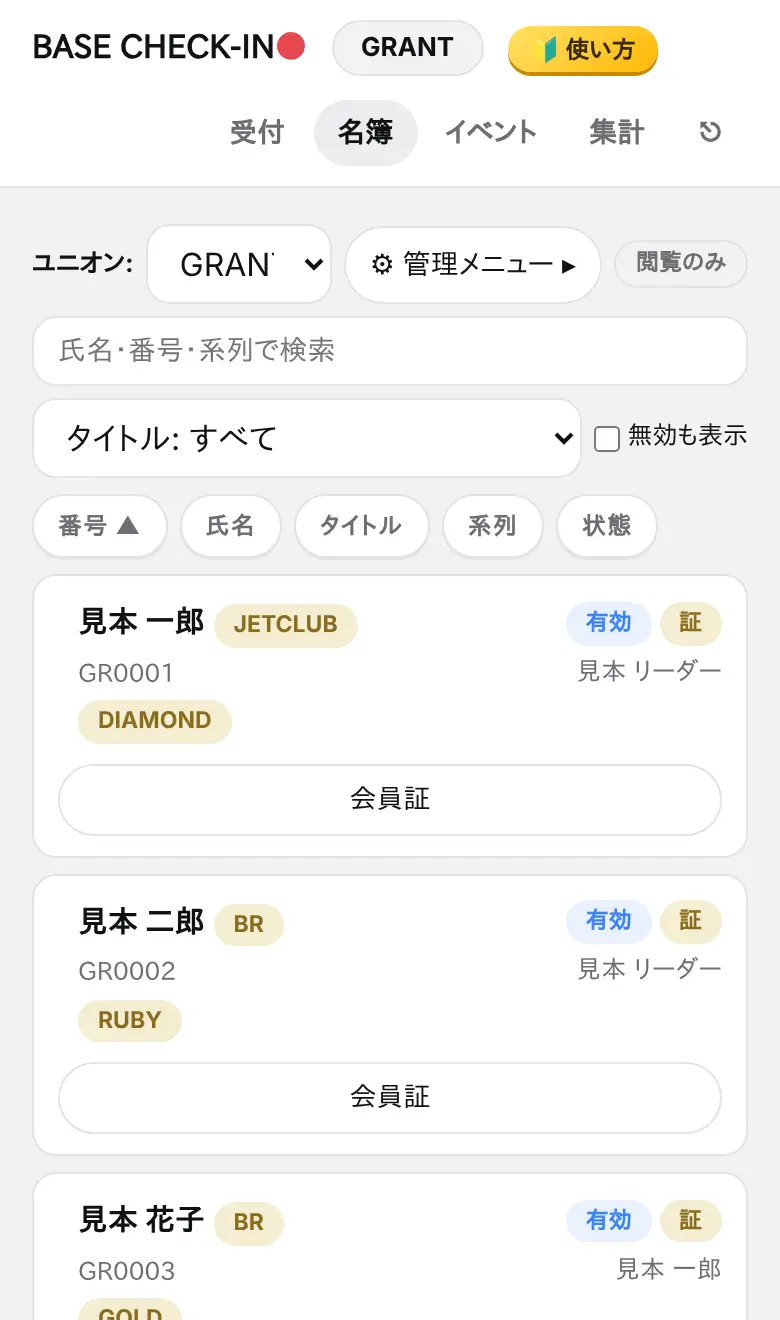 BASE CHECK-IN GRANT 🔰 使い方
受付 名簿 イベント 集計
ユニオン: GRANT ⚙ 管理メニュー ▸ 閲覧のみ
氏名・番号・系列で検索
タイトル: すべて 無効も表示
番号 ▲ 氏名 タイトル 系列 状態
見本 一郎 JETCLUB 有効 証
GR0001 見本 リーダー
DIAMOND
会員証
見本 二郎 BR 有効 証
GR0002 見本 リーダー
RUBY
会員証
見本 花子 BR 有効 証
GR0003 見本 一郎
GOLD